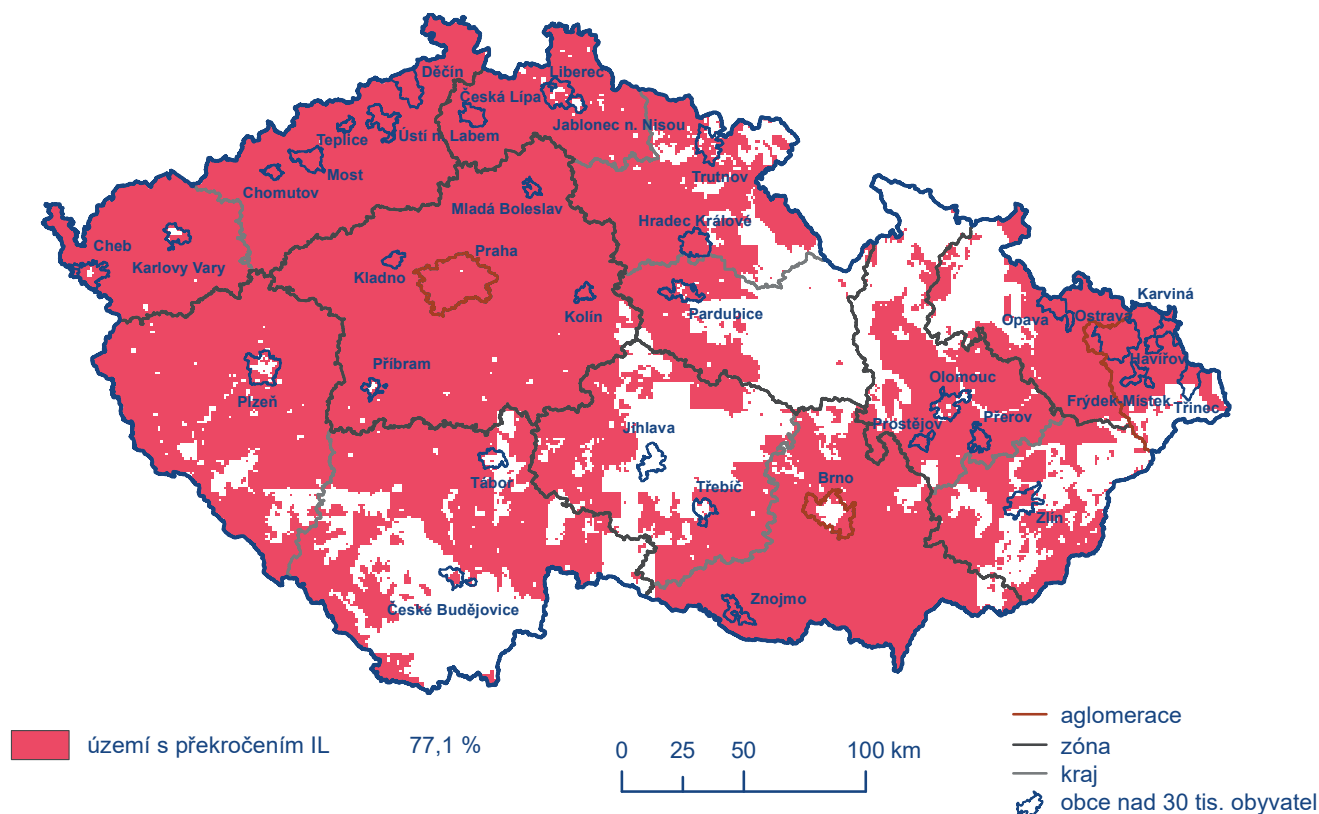 Děčín
Liberec
Česká Lípa
Jablonec n. Nisou
Ústí n. Labem
Teplice
Most
Chomutov
Trutnov
Mladá Boleslav
Hradec Králové
Cheb
Karlovy Vary
Praha
Kladno
Kolín
Pardubice
Karviná
Opava
Ostrava
Havířov
Příbram
Plzeň
Olomouc
Frýdek-Místek
Třinec
Prostějov
Přerov
Jihlava
Tábor
Třebíč
Brno
Zlín
České Budějovice
Znojmo
území s překročením IL 77,1 %
0 25 50 100 km
aglomerace
zóna
kraj
obce nad 30 tis. obyvatel